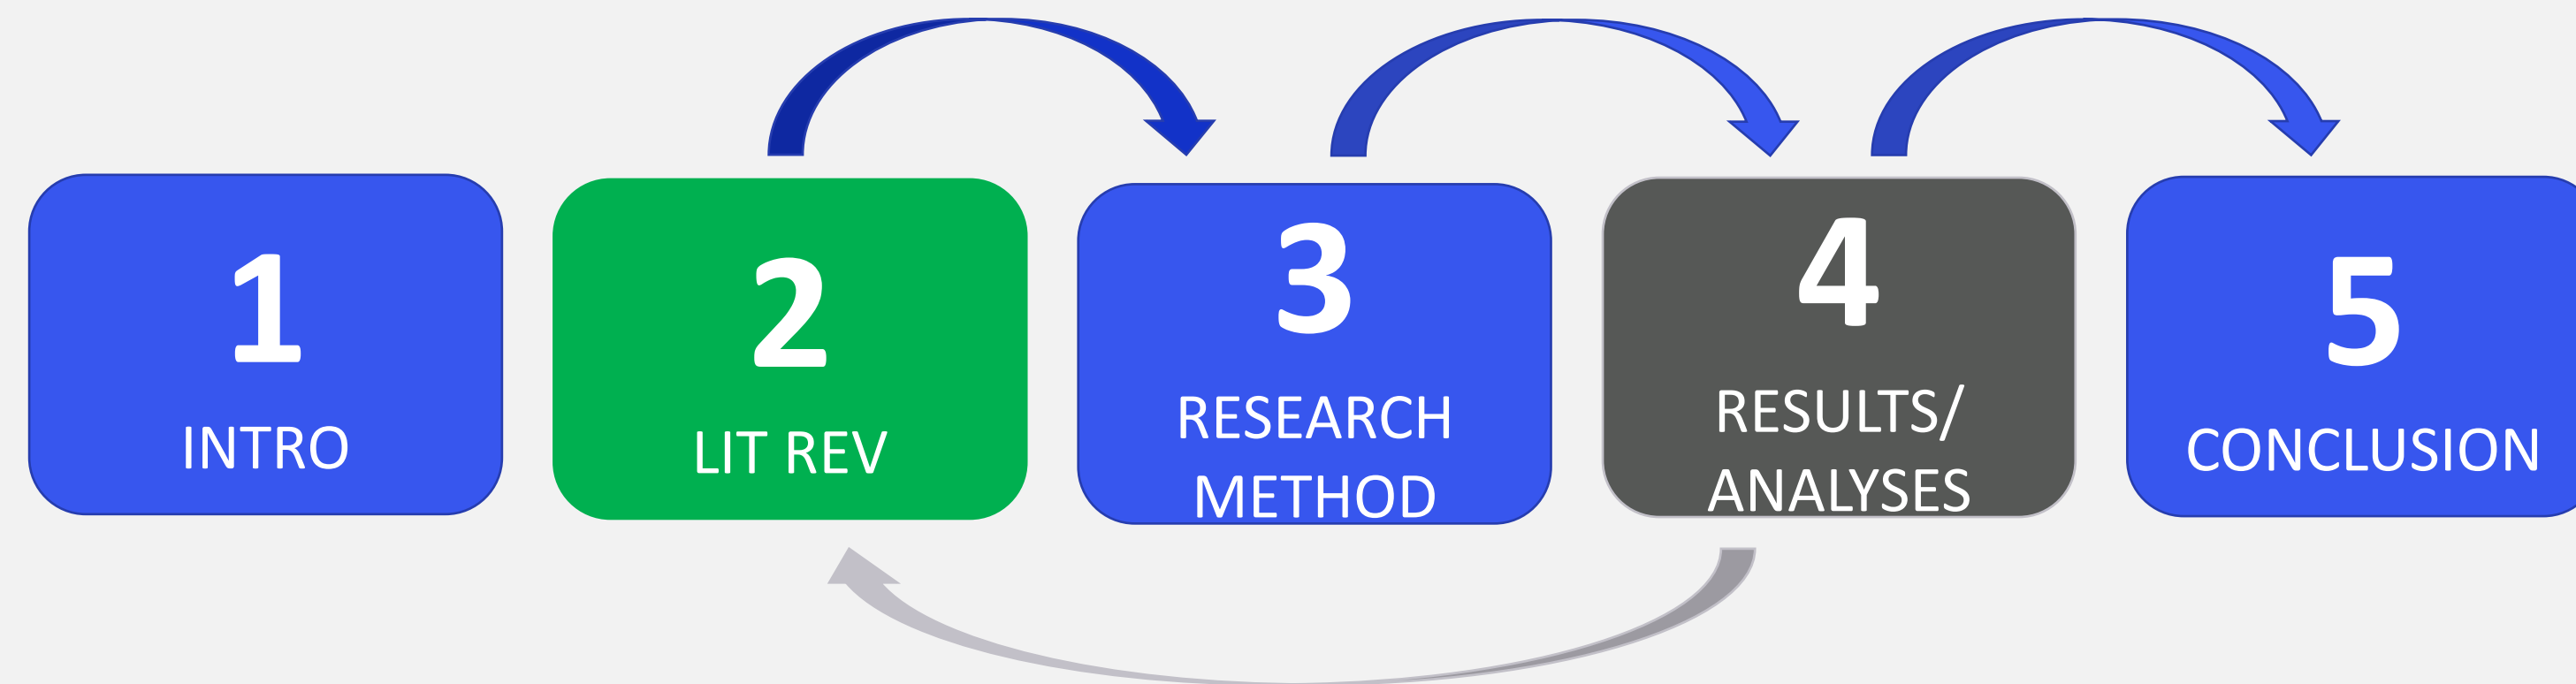 1
INTRO
2
LIT REV
3
RESEARCH
METHOD
4
RESULTS/
ANALYSES
5
CONCLUSION